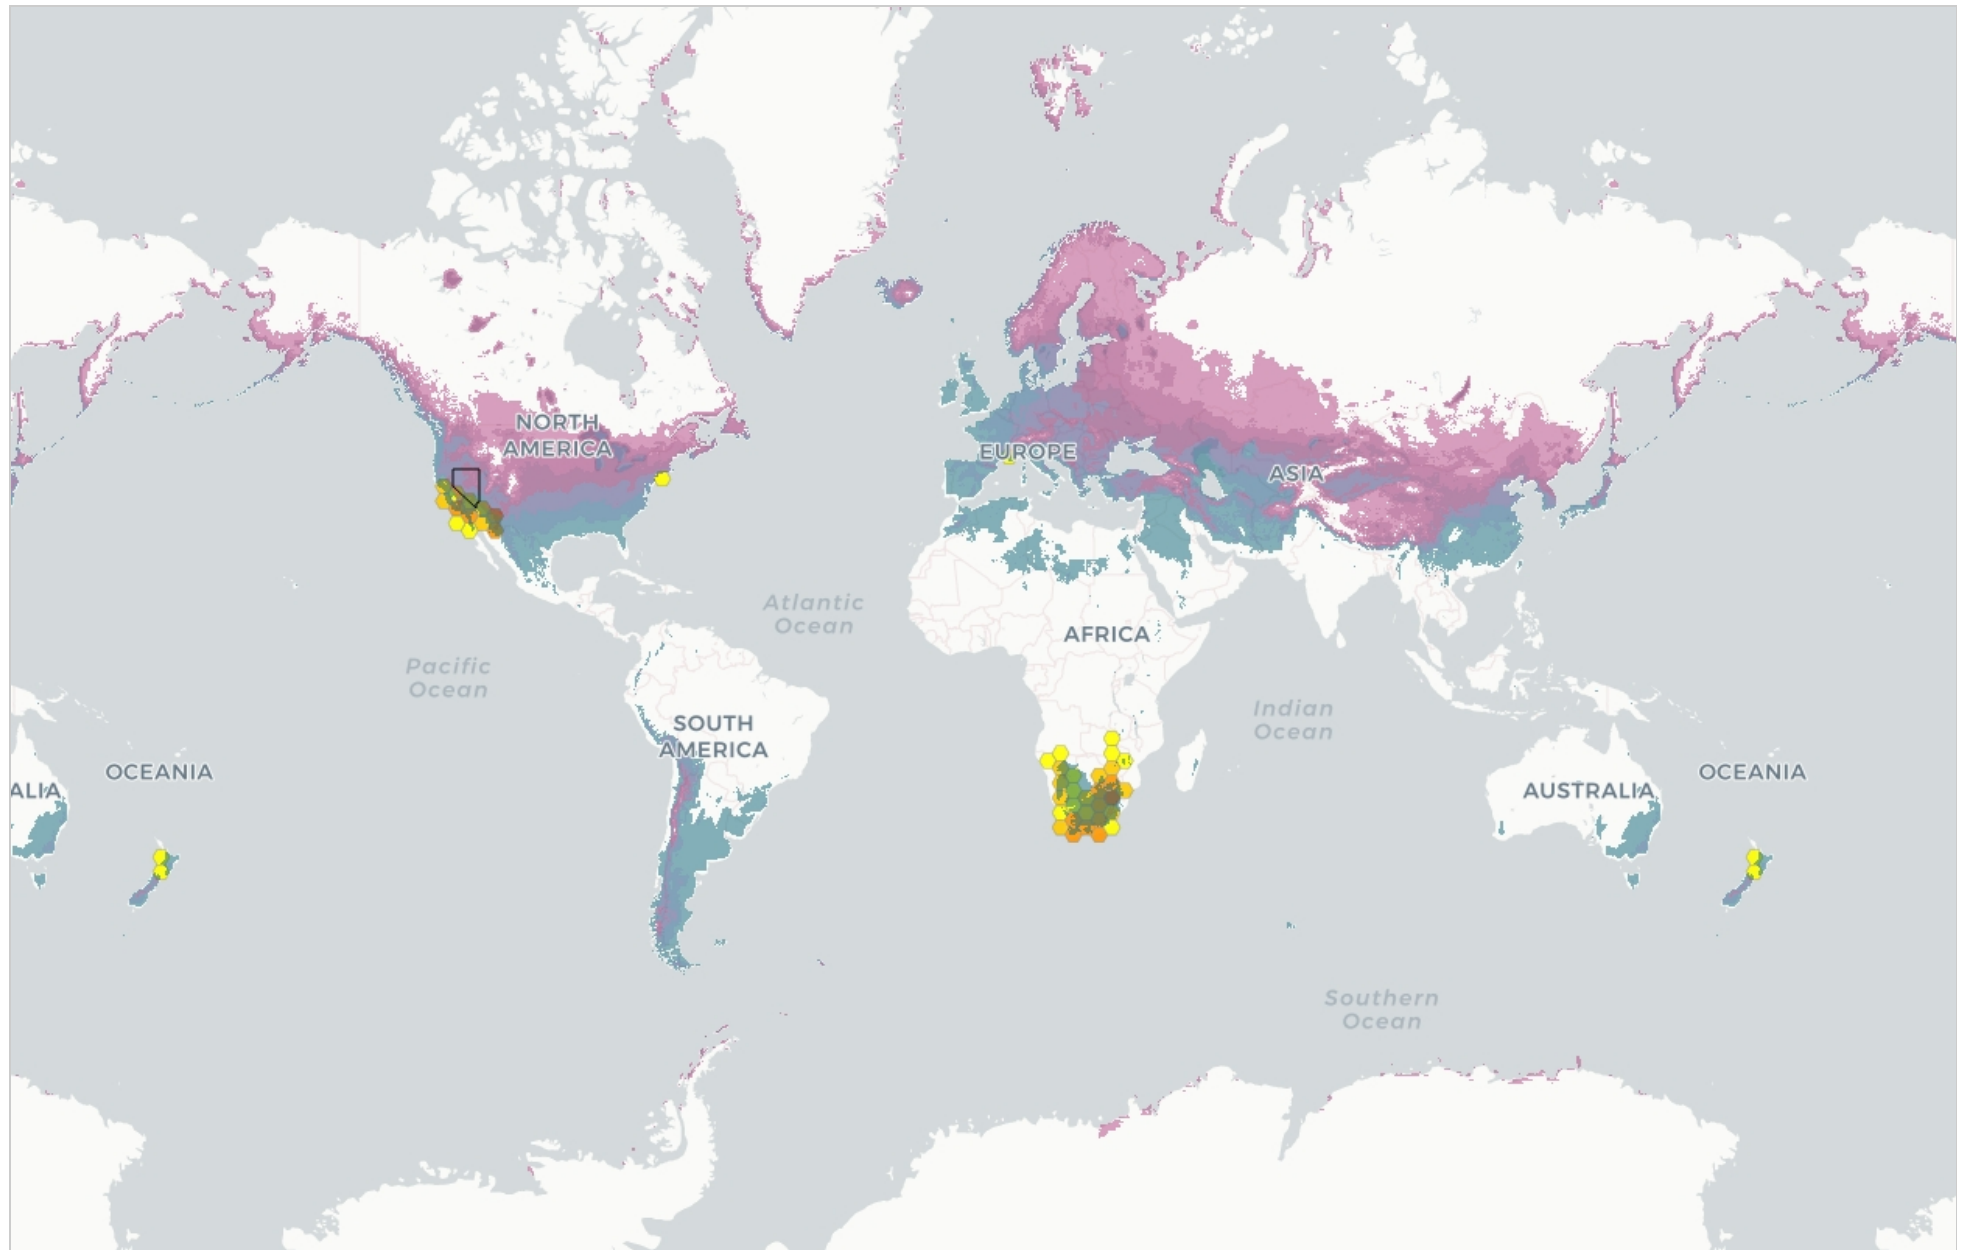 NORTH
AMERICA
EUROPE
ASIA
Atlantic
Ocean
AFRICA
Pacific
Ocean
Indian
Ocean
SOUTH
AMERICA
OCEANIA
OCEANIA
ALIA
AUSTRALIA
Southern
Ocean